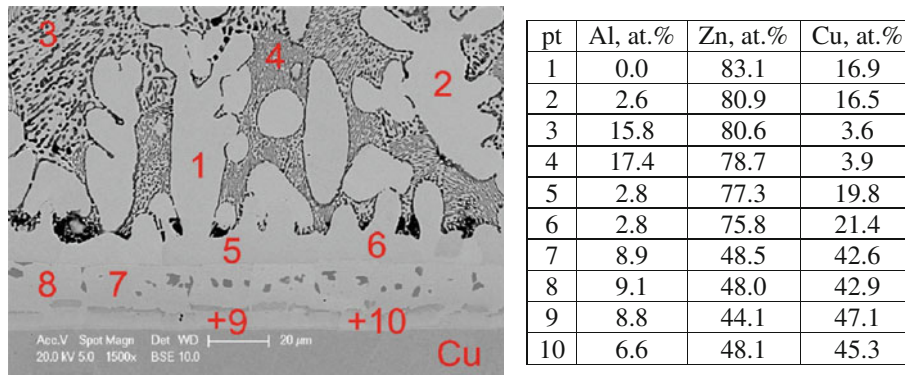 3
4
2
1
5
6
8
7
+9
+10
Acc.V Spot Magn Det WD 20 µm
20.0 kV 5.0 1500x BSE 10.0
Cu
pt Al, at.% Zn, at.% Cu, at.%
1 0.0 83.1 16.9
2 2.6 80.9 16.5
3 15.8 80.6 3.6
4 17.4 78.7 3.9
5 2.8 77.3 19.8
6 2.8 75.8 21.4
7 8.9 48.5 42.6
8 9.1 48.0 42.9
9 8.8 44.1 47.1
10 6.6 48.1 45.3